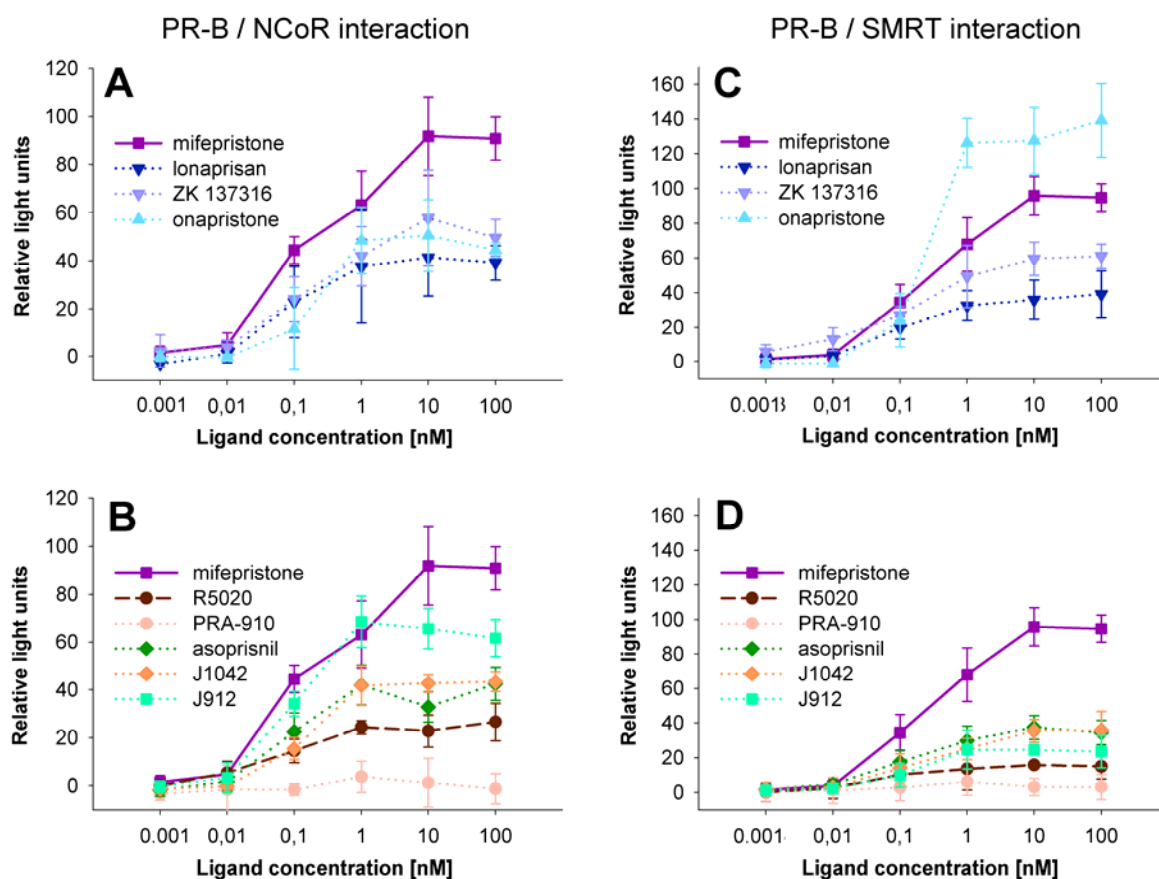 PR-B / NCoR interaction
PR-B / SMRT interaction
A
Relative light units
120
100
80
60
40
20
0
mifepristone
lonaprisan
ZK 137316
onapristone
0.001 0,01 0,1 1 10 100
Ligand concentration [nM]
C
Relative light units
160
140
120
100
80
60
40
20
0
mifepristone
lonaprisan
ZK 137316
onapristone
0,01 0,1 1 10 100
Ligand concentration [nM]
B
Relative light units
120
100
80
60
40
20
0
mifepristone
R5020
PRA-910
asoprisnil
J1042
J912
0.001 0,01 0,1 1 10 100
Ligand concentration [nM]
D
Relative light units
160
140
120
100
80
60
40
20
0
mifepristone
R5020
PRA-910
asoprisnil
J1042
J912
0.001 0,01 0,1 1 10 100
Ligand concentration [nM]